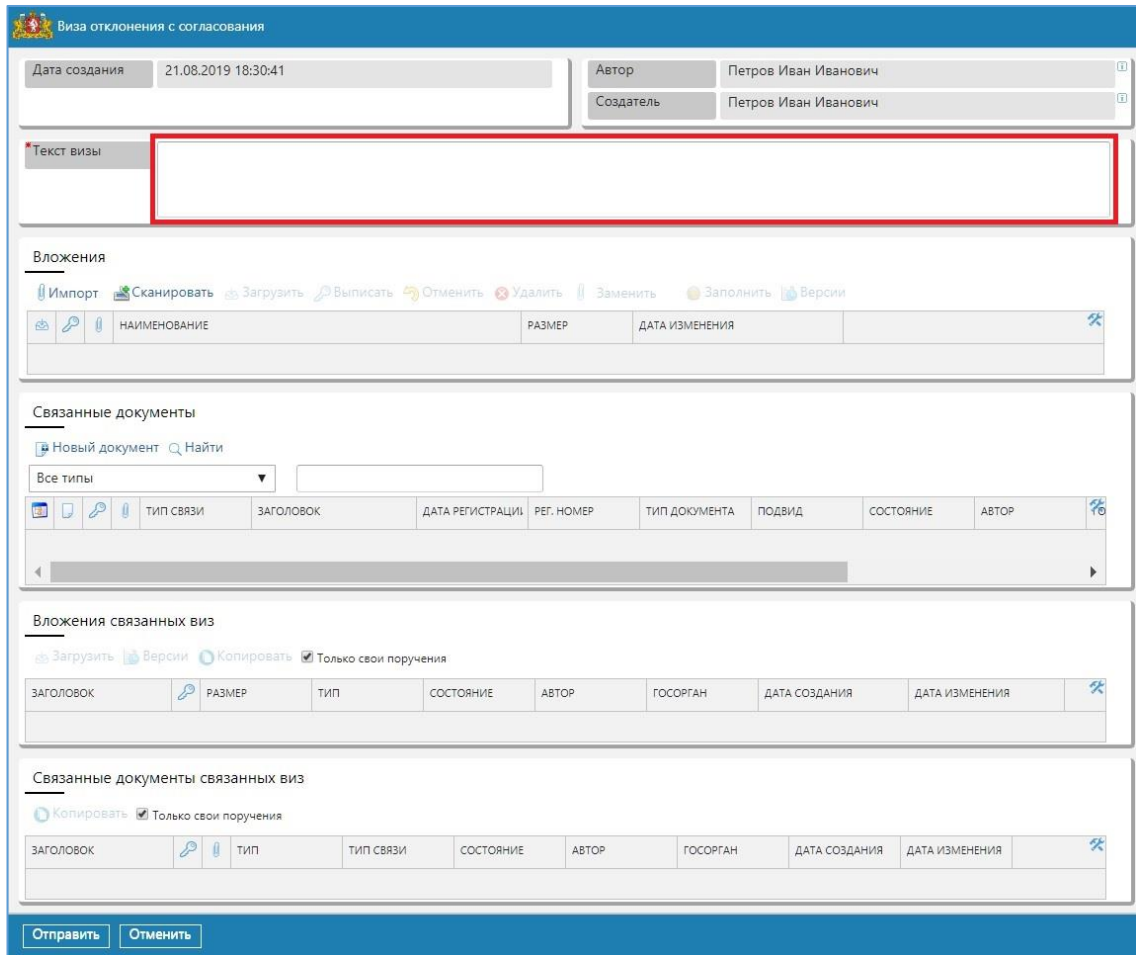 Виза отклонения с согласования
Дата создания 21.08.2019 18:30:41 Автор Петров Иван Иванович
Создатель Петров Иван Иванович
*Текст визы
Вложения
Импорт Сканировать Загрузить Выписать Отменить Удалить Заменить Заполнить Версии
НАИМЕНОВАНИЕ РАЗМЕР ДАТА ИЗМЕНЕНИЯ
Связанные документы
Новый документ Найти
Все типы
ТИП СВЯЗИ ЗАГОЛОВОК ДАТА РЕГИСТРАЦИ РЕГ. НОМЕР ТИП ДОКУМЕНТА ПОДВИД СОСТОЯНИЕ АВТОР
Вложения связанных виз
Загрузить Версии Копировать Только свои поручения
ЗАГОЛОВОК РАЗМЕР ТИП СОСТОЯНИЕ АВТОР ГОСОРГАН ДАТА СОЗДАНИЯ ДАТА ИЗМЕНЕНИЯ
Связанные документы связанных виз
Копировать Только свои поручения
ЗАГОЛОВОК ТИП ТИП СВЯЗИ СОСТОЯНИЕ АВТОР ГОСОРГАН ДАТА СОЗДАНИЯ ДАТА ИЗМЕНЕНИЯ
Отправить Отменить